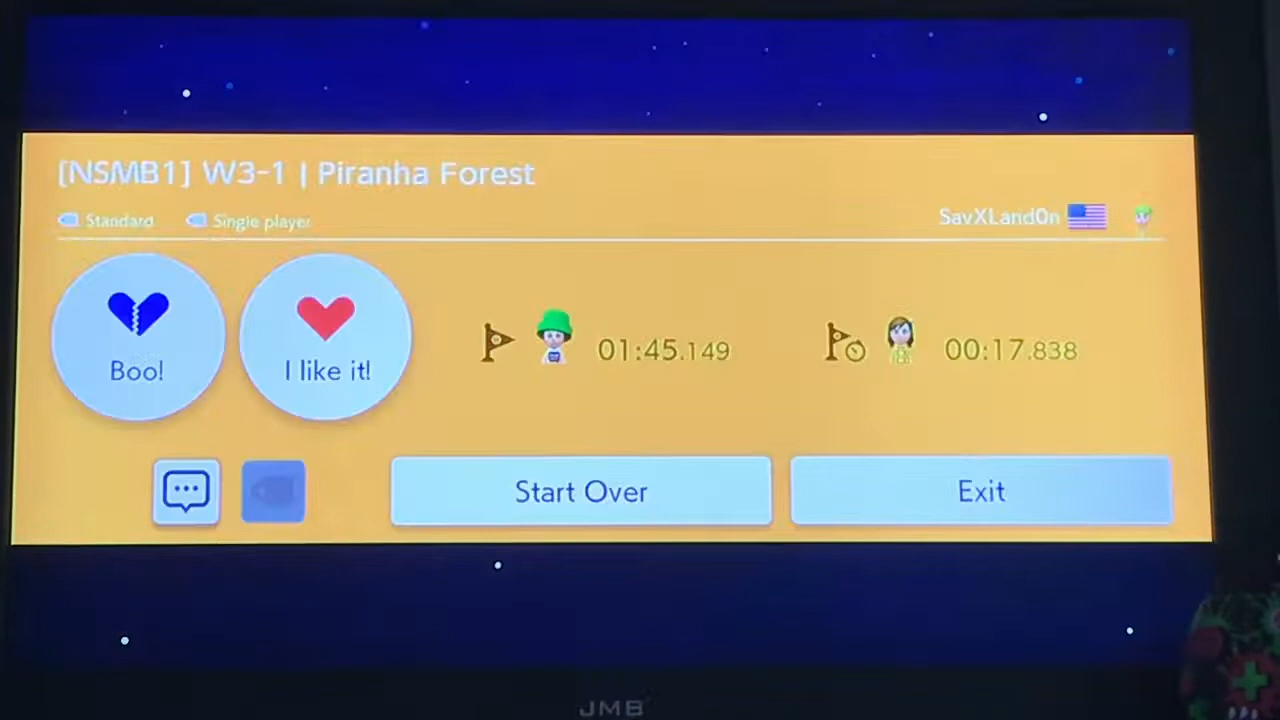 [NSMB1] W3-1 | Piranha Forest
Standard Single player
SavXLand0n
Boo!
I like it!
01:45.149
00:17.838
Start Over
Exit
JMB